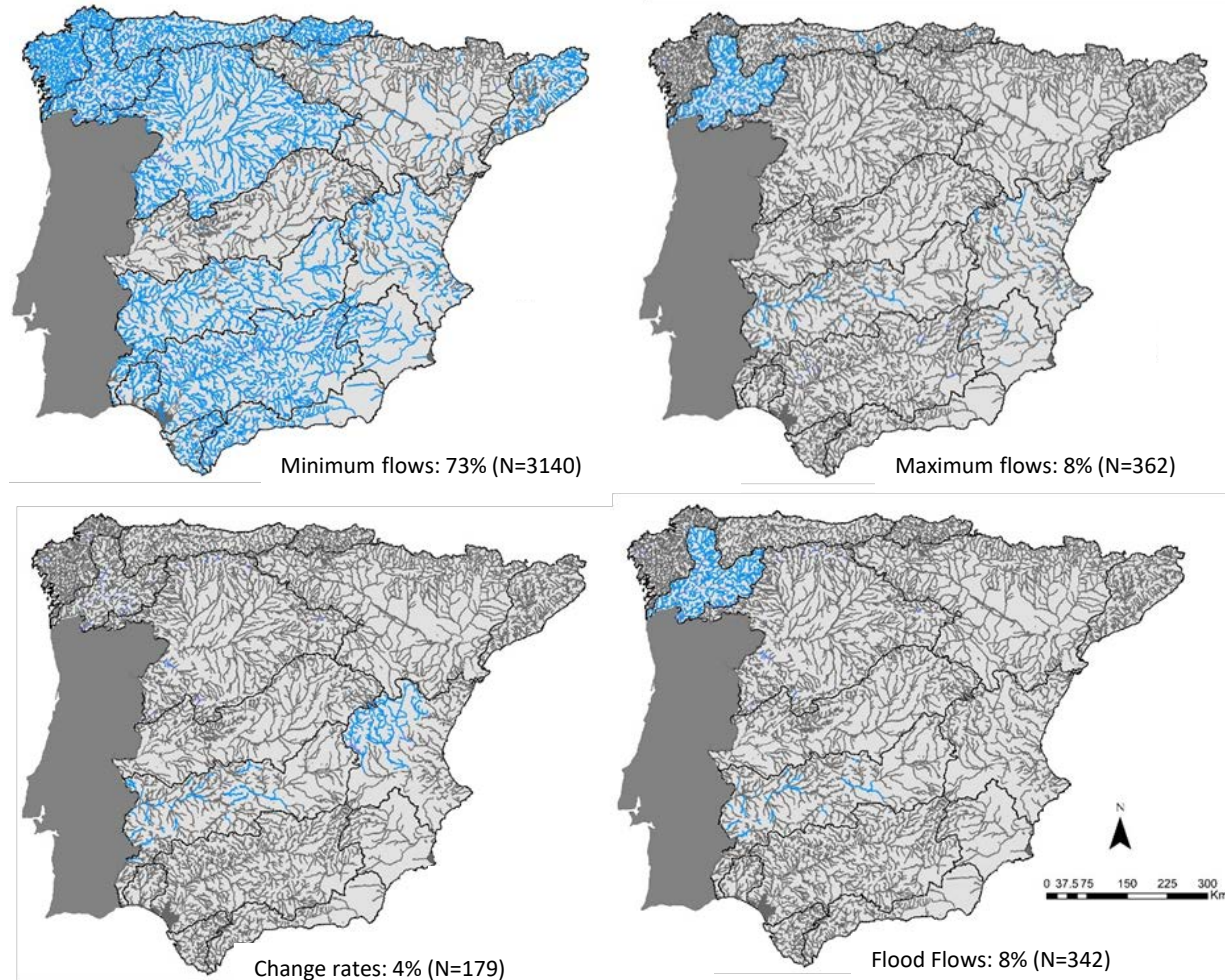 Minimum flows: 73% (N=3140)
Maximum flows: 8% (N=362)
Change rates: 4% (N=179)
Flood Flows: 8% (N=342)
N
0 37.5 75 150 225 300
Km